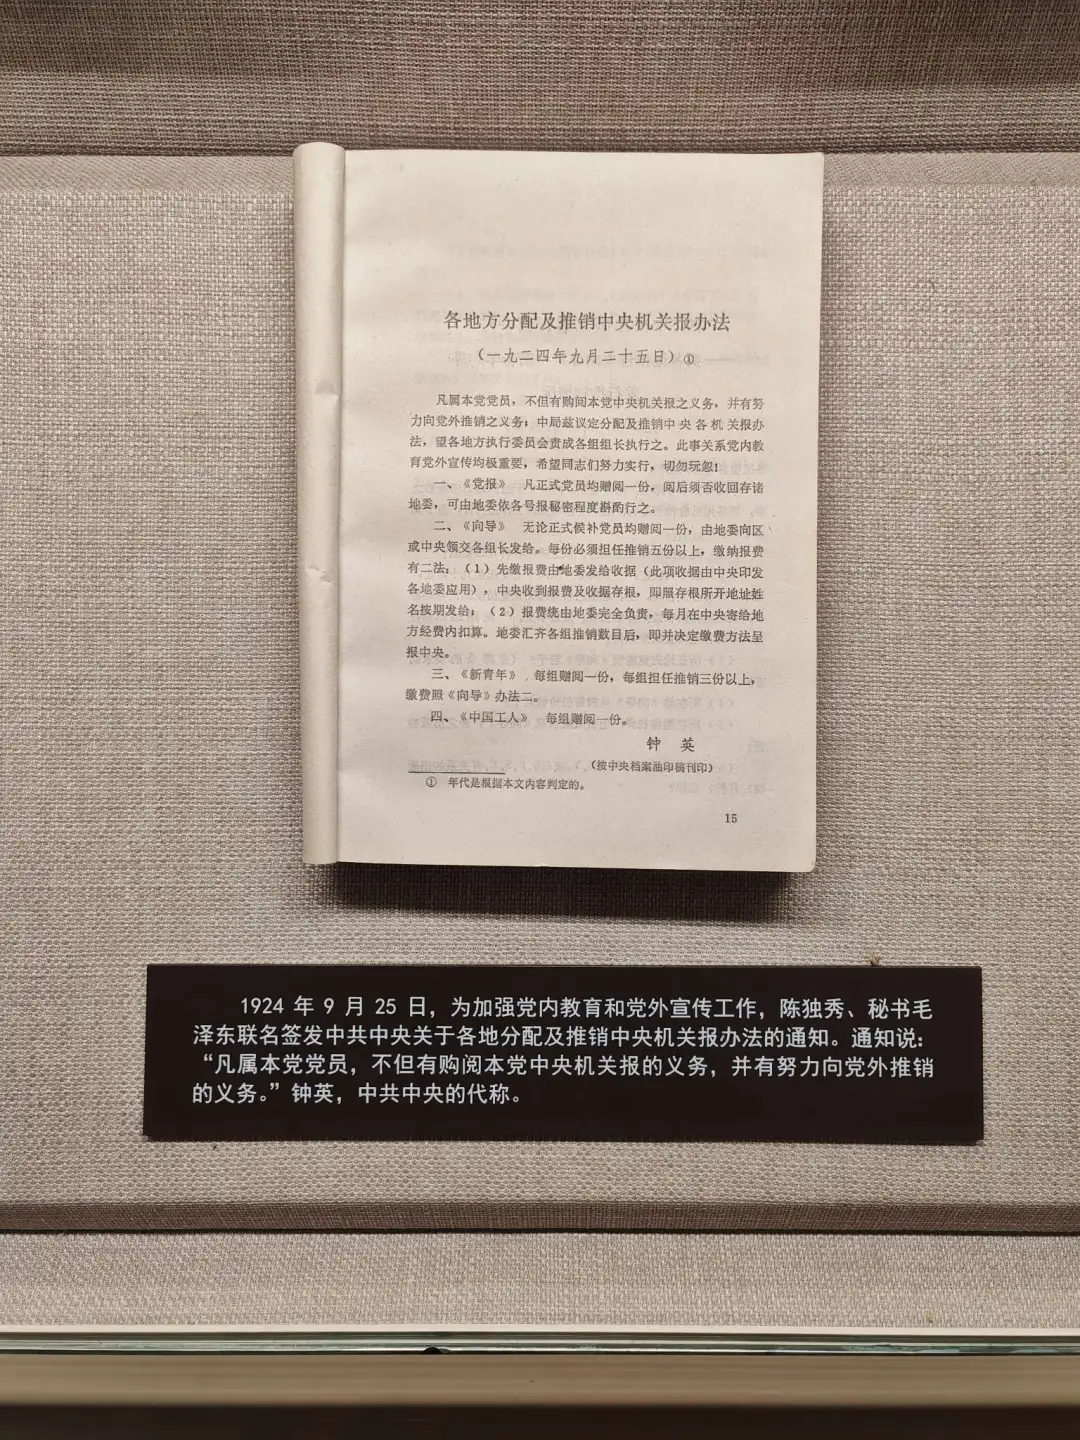 各地方分配及推销中央机关报办法
（一九二四年九月二十五日）①
凡属本党党员，不但有购阅本党中央机关报之义务，并有努
力向党外推销之义务；中局兹议定分配及推销中央各机关报办
法，望各地方执行委员会责成各组组长执行之。此事关系党内教
育党外宣传均极重要，希望同志们努力实行，切勿玩忽！
一、《党报》　凡正式党员均赠阅一份，阅后须否收回存诸
地委，可由地委依各号报秘密程度斟酌行之。
二、《向导》　无论正式候补党员均赠阅一份，由地委向区
或中央领交各组长发给。每份必须担任推销五份以上，缴纳报费
有二法：（1）先缴报费由地委发给收据（此项收据由中央印发
各地委应用），中央收到报费及收据存根，即照存根所开地址姓
名按期发给；（2）报费统由地委完全负责，每月在中央寄给地
方经费内扣算。地委汇齐各组推销数目后，即并决定缴费方法呈
报中央。
三、《新青年》　每组赠阅一份，每组担任推销三份以上，
缴费照《向导》办法二。
四、《中国工人》　每组赠阅一份。
钟　英
（按中央档案油印稿刊印）
①　年代是根据本文内容判定的。
15
1924 年 9 月 25 日，为加强党内教育和党外宣传工作，陈独秀、秘书毛
泽东联名签发中共中央关于各地分配及推销中央机关报办法的通知。通知说：
“凡属本党党员，不但有购阅本党中央机关报的义务，并有努力向党外推销
的义务。”钟英，中共中央的代称。